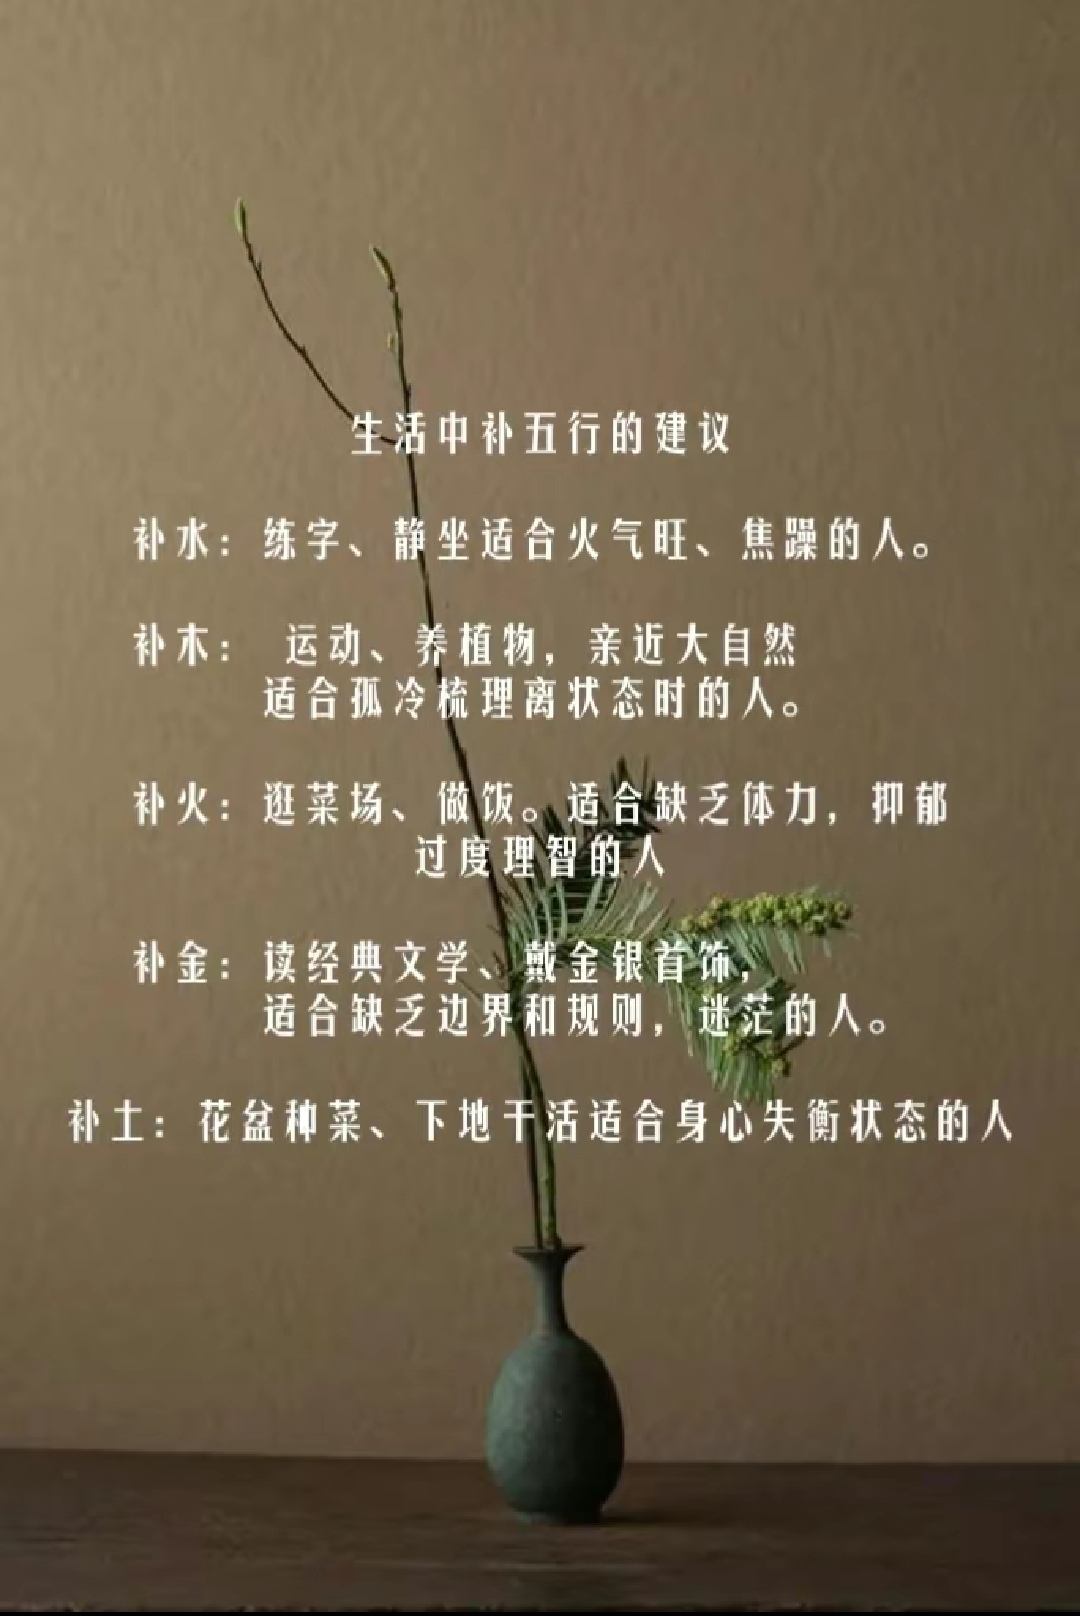 生活中补五行的建议
补水：练字、静坐适合火气旺、焦躁的人。
补木： 运动、养植物，亲近大自然
适合孤冷梳理离状态时的人。
补火：逛菜场、做饭。适合缺乏体力，抑郁
过度理智的人
补金：读经典文学、戴金银首饰，
适合缺乏边界和规则，迷茫的人。
补土：花盆种菜、下地干活适合身心失衡状态的人